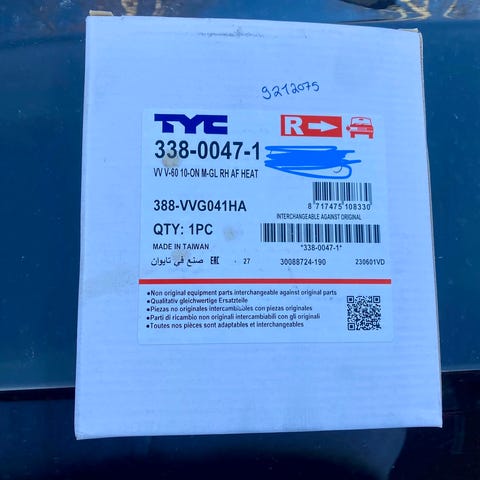 9212075
TYC
R
338-0047-1
VV V-60 10-ON M-GL RH AF HEAT
8 717475 108330
388-VVG041HA
INTERCHANGEABLE AGAINST ORIGINAL
QTY: 1PC
MADE IN TAIWAN
*338-0047-1*
صنع في تايوان EAC - 27 30088724-190 230601VD
•Non original equipment parts interchangeable against original parts
•Qualitativ gleichwertige Ersatzteile
•Piezas no originales intercambiables con piezas originales
•Parti di ricambio non originali intercambiabili con gli originali
•Toutes nos pièces sont adaptables et interchangeables